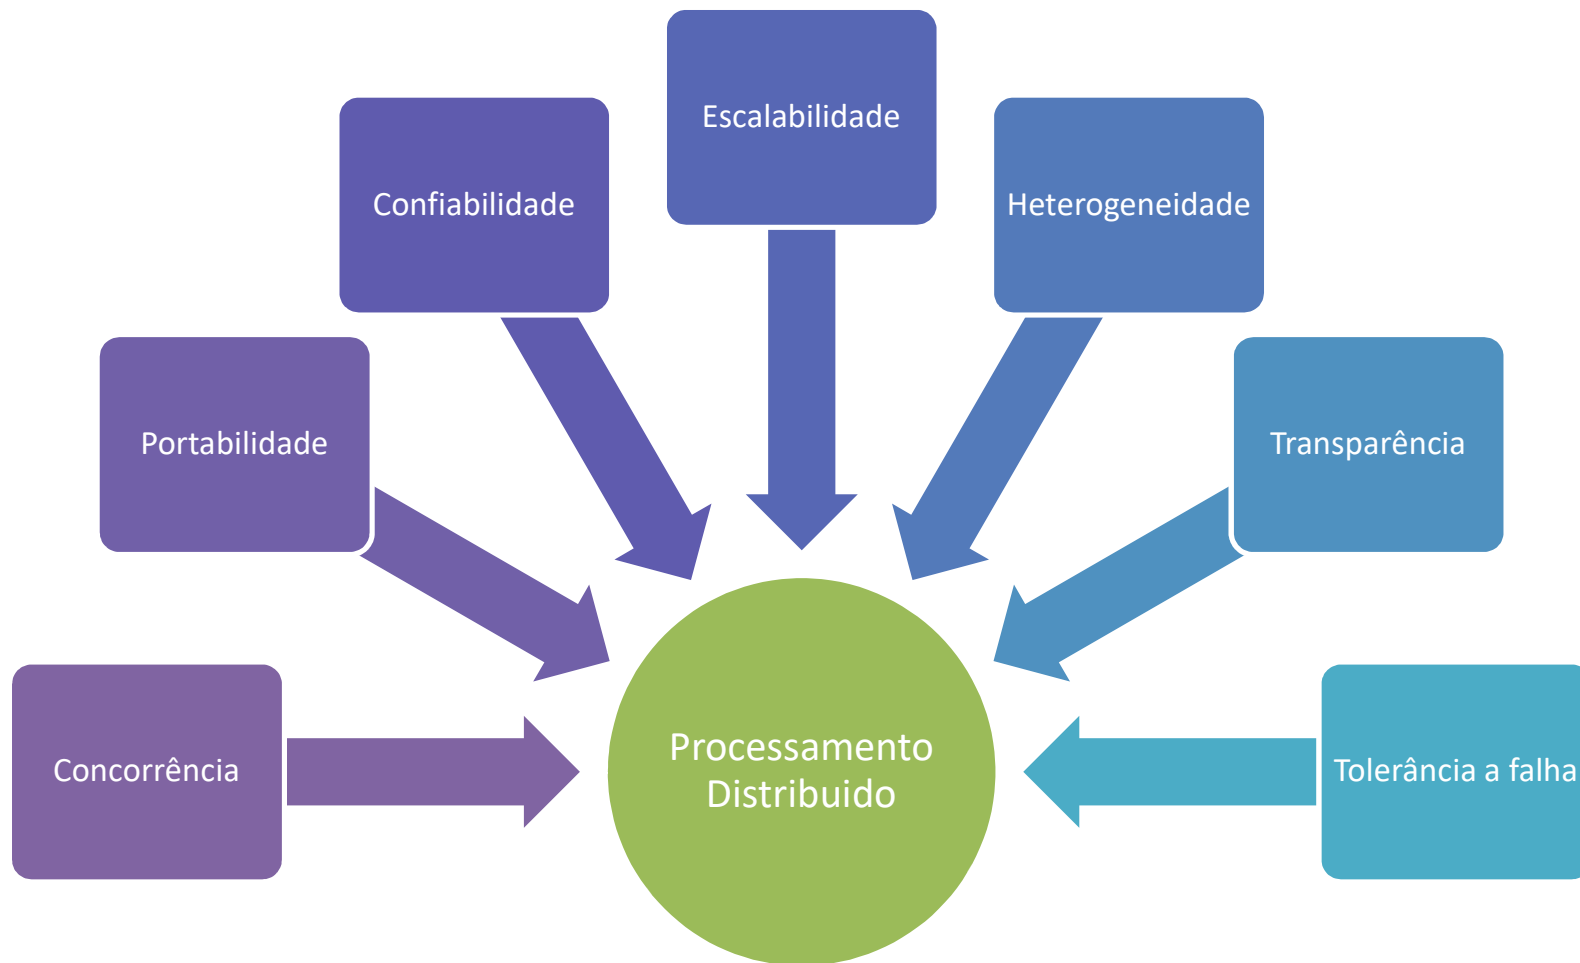 Escalabilidade
Confiabilidade
Heterogeneidade
Portabilidade
Transparência
Concorrência
Processamento
Distribuido
Tolerância a falha